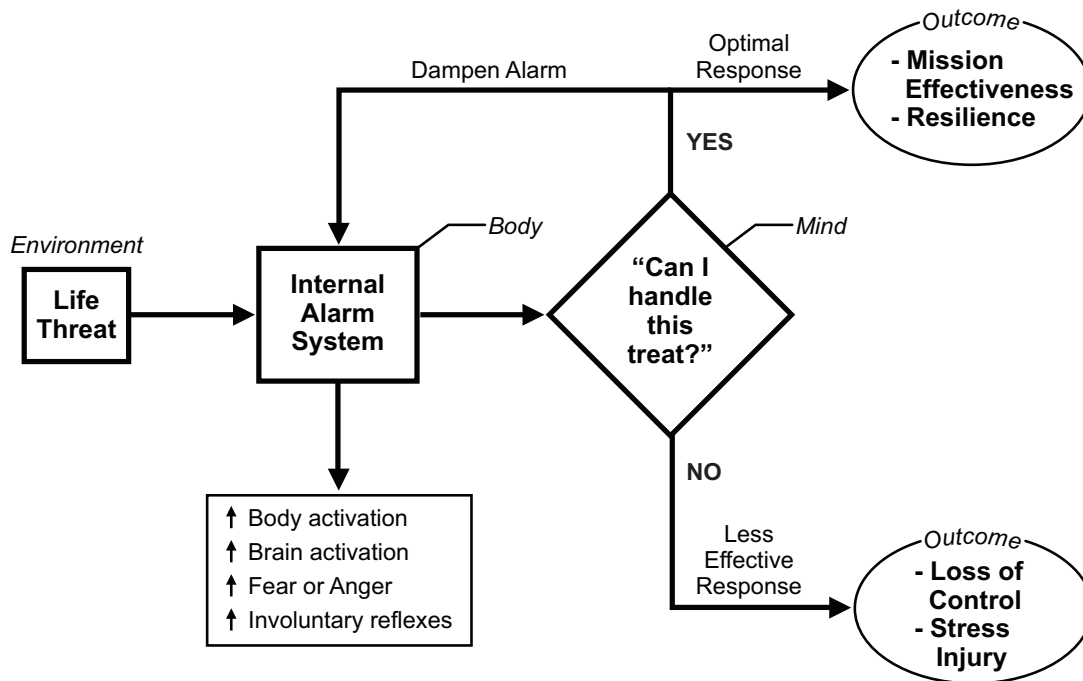 Outcome
- Mission
Effectiveness
- Resilience
Optimal
Response
Dampen Alarm
YES
Environment
Life
Threat
Body
Internal
Alarm
System
Mind
“Can I
handle
this
treat?”
NO
↑ Body activation
↑ Brain activation
↑ Fear or Anger
↑ Involuntary reflexes
Less
Effective
Response
Outcome
- Loss of
Control
- Stress
Injury